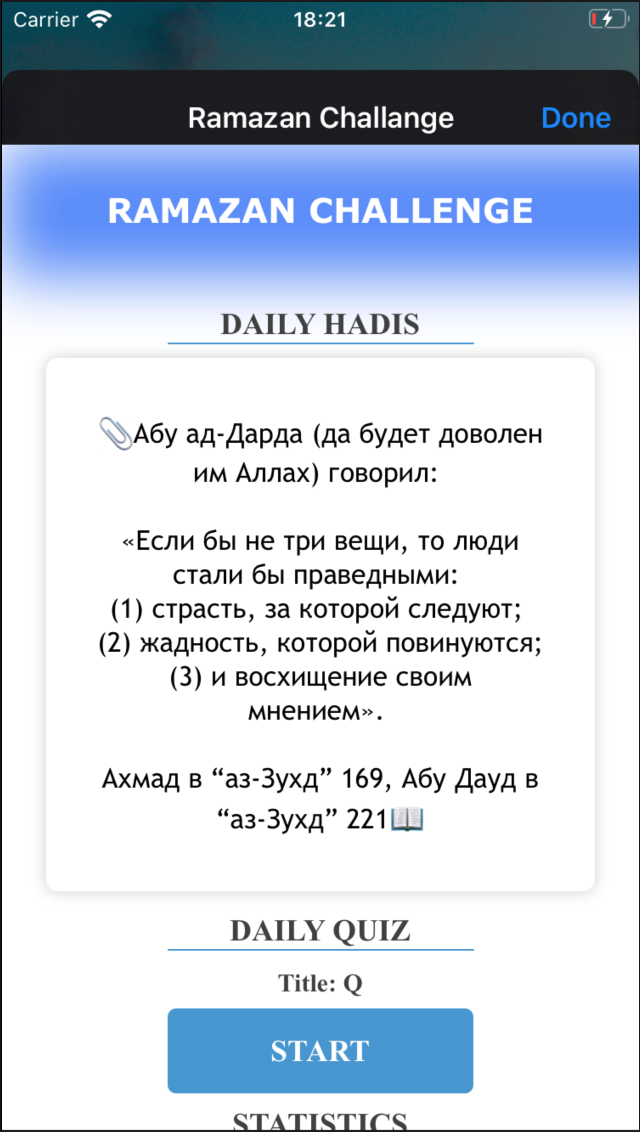 Carrier
18:21
Ramazan Challange
Done
RAMAZAN CHALLENGE
DAILY HADIS
📎Абу ад-Дарда (да будет доволен
им Аллах) говорил:
«Если бы не три вещи, то люди
стали бы праведными:
(1) страсть, за которой следуют;
(2) жадность, которой повинуются;
(3) и восхищение своим
мнением».
Ахмад в “аз-Зухд” 169, Абу Дауд в
“аз-Зухд” 221📖
DAILY QUIZ
Title: Q
START
STATISTICS